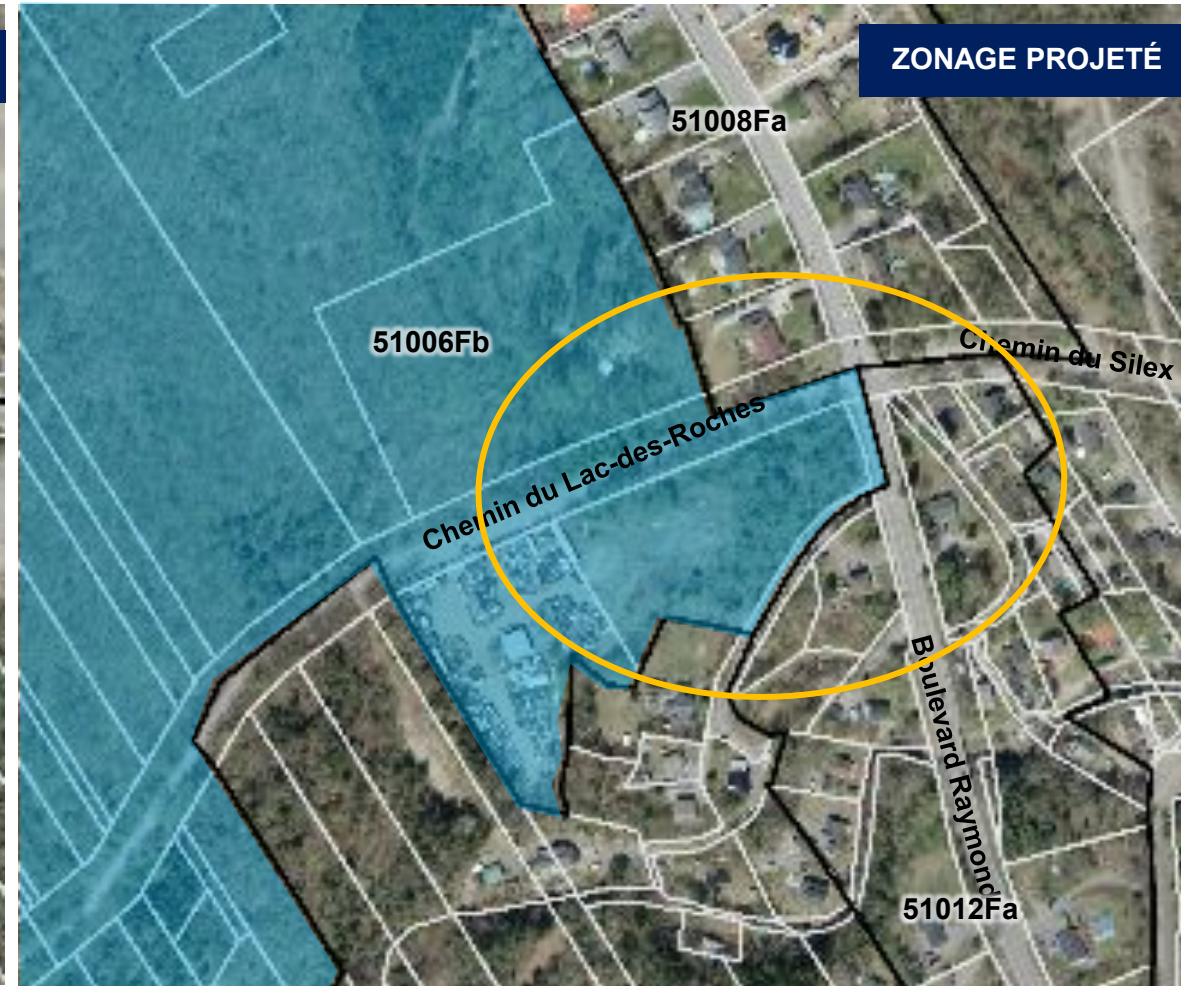 ZONAGE PROJETÉ
51008Fa
51006Fb
Chemin du Silex
Chemin du Lac-des-Roches
Boulevard Raymond
51012Fa